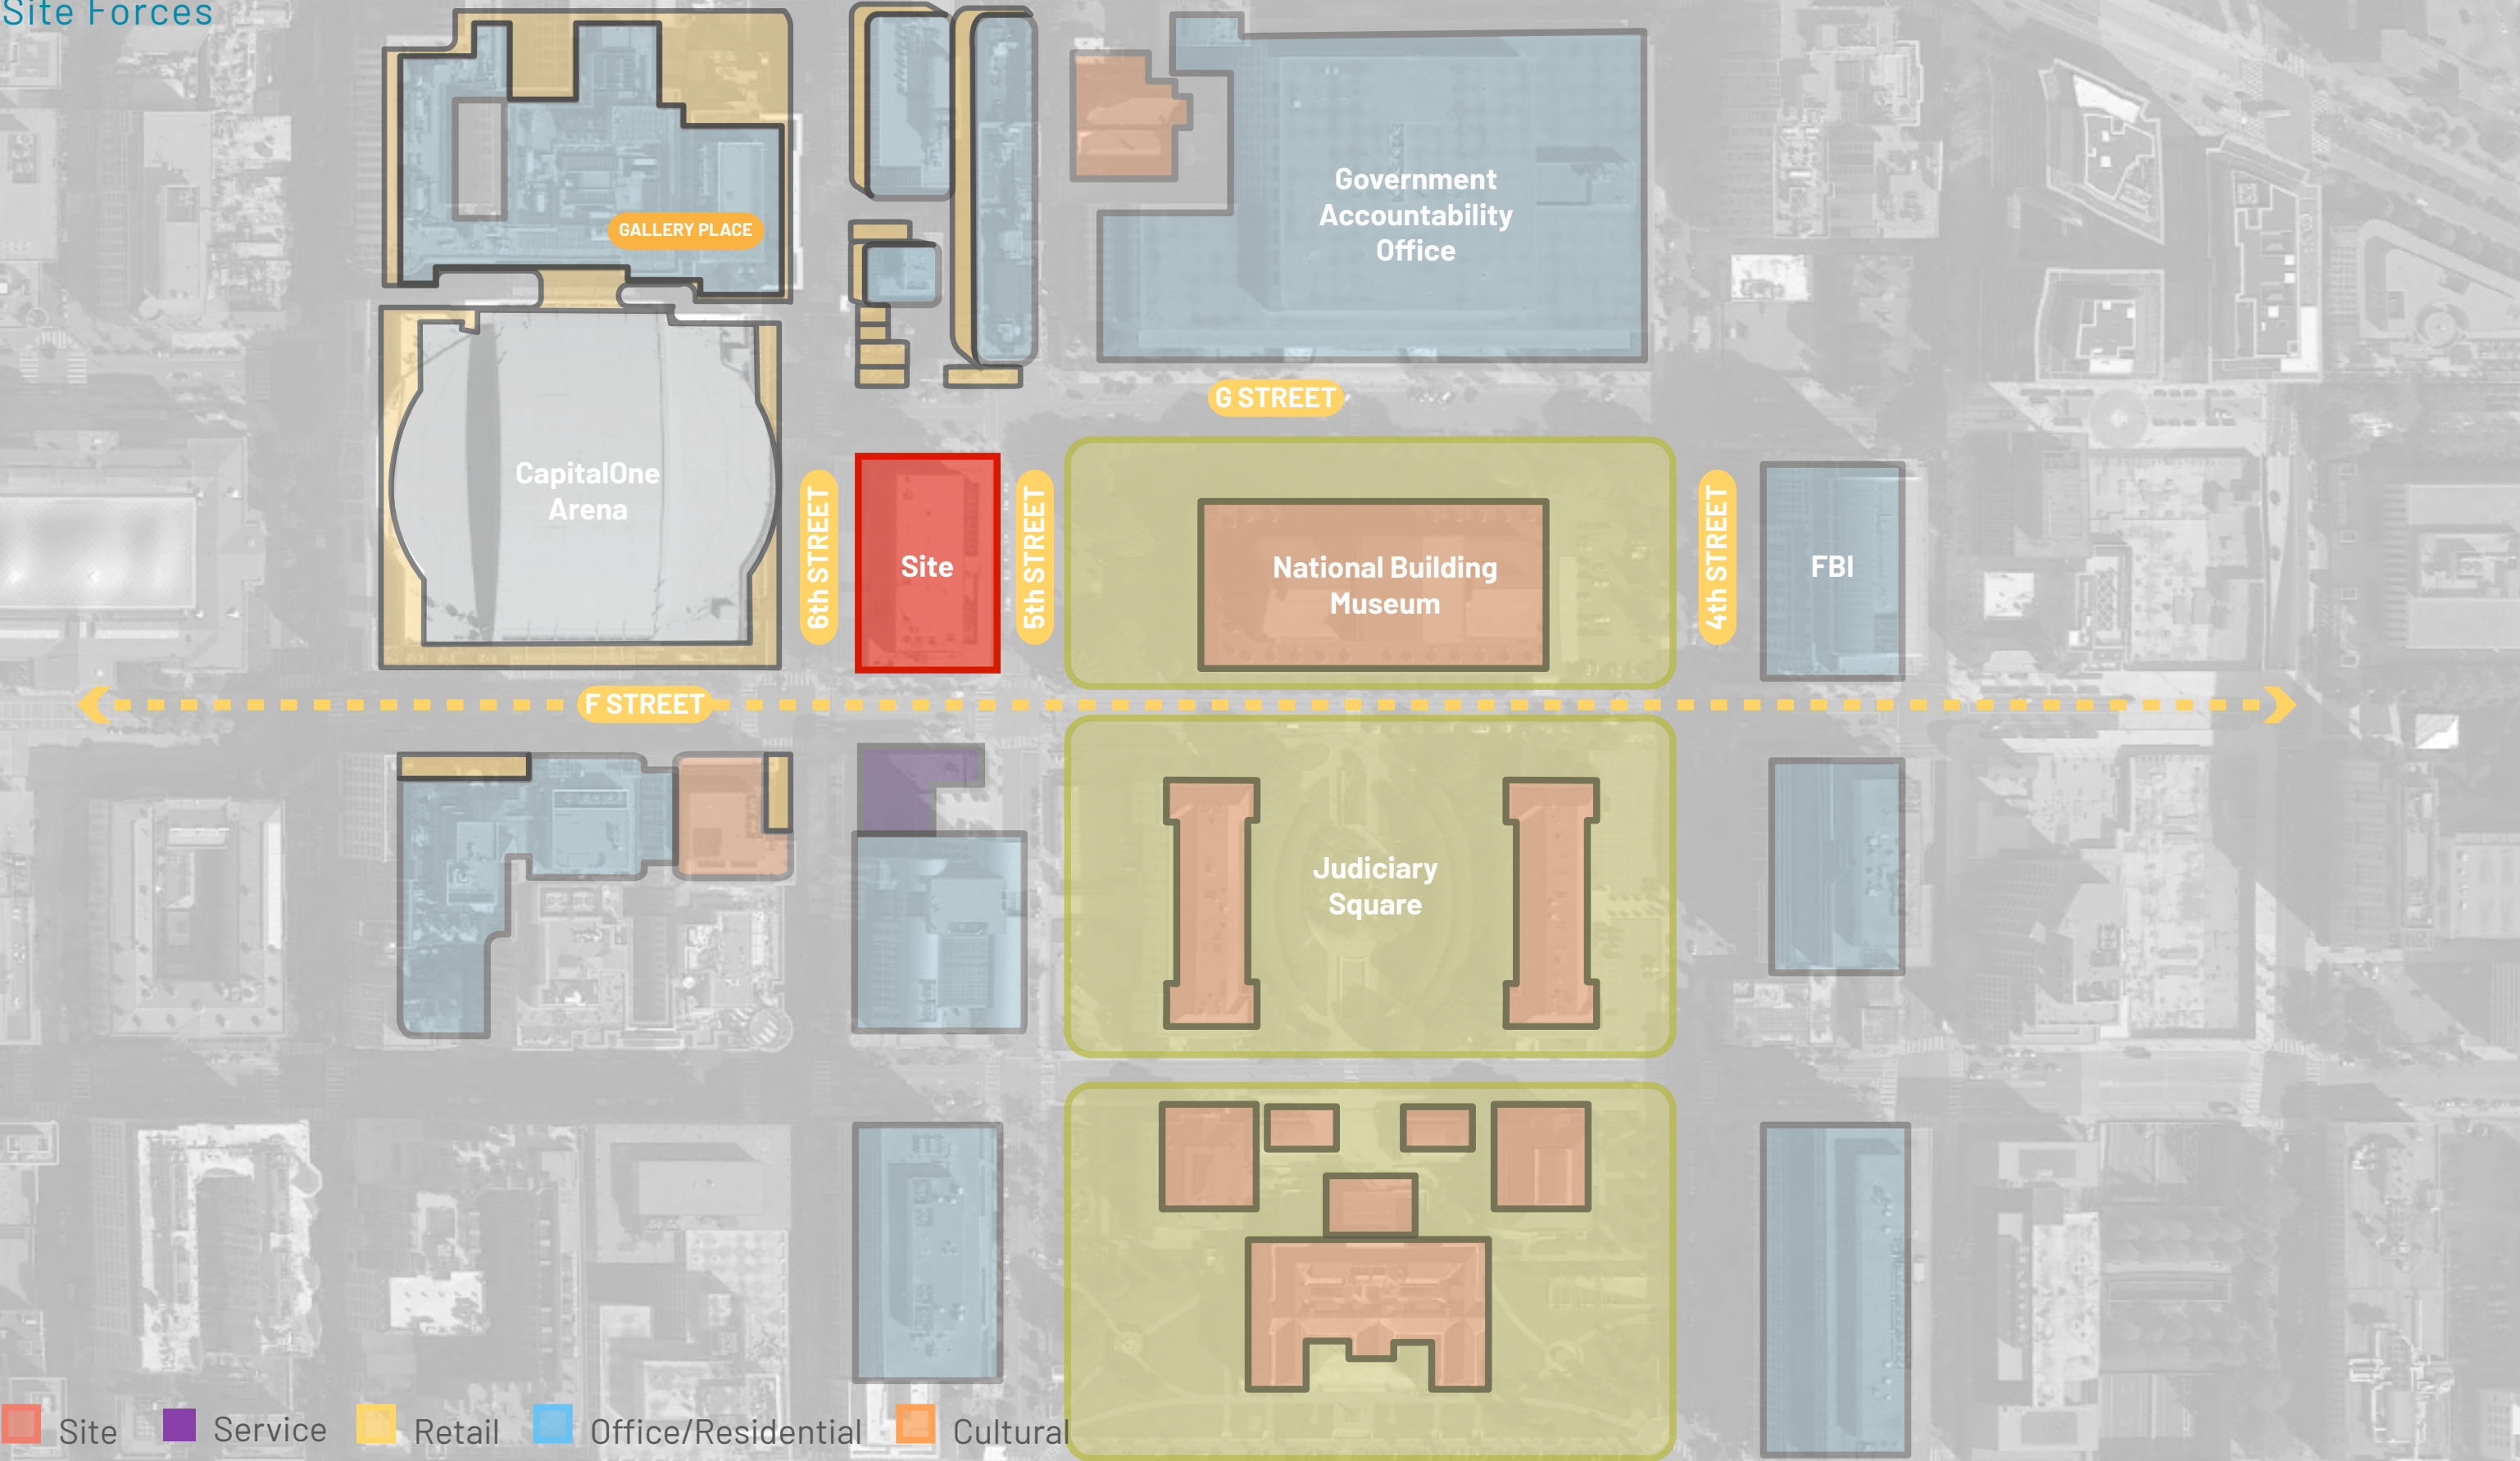 Site Forces
GALLERY PLACE
Government
Accountability
Office
G STREET
CapitalOne
Arena
6th STREET
Site
5th STREET
National Building
Museum
4th STREET
FBI
F STREET
Judiciary
Square
Site
Service
Retail
Office/Residential
Cultural